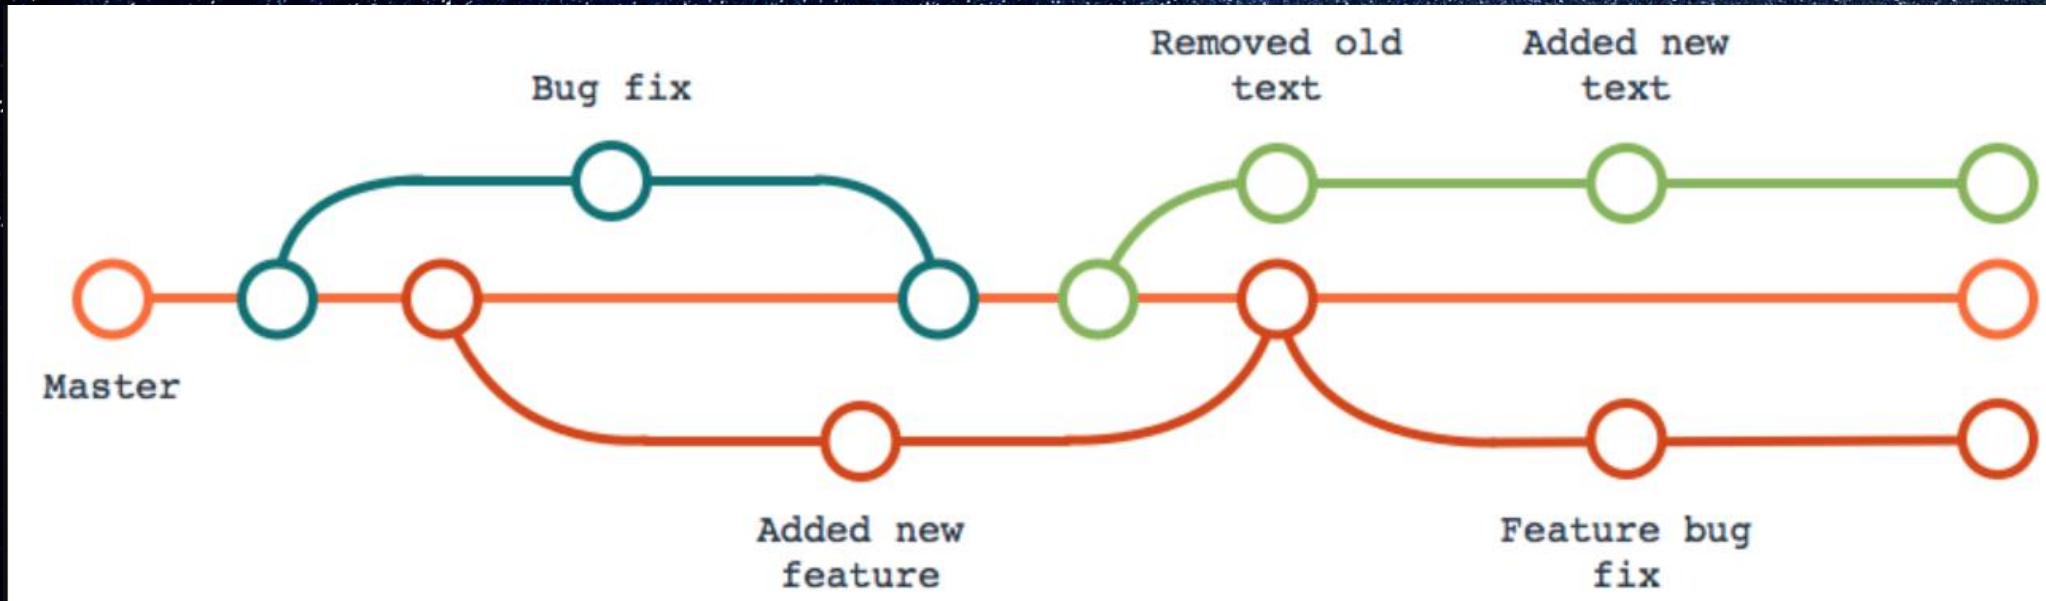 Bug fix
Removed old
text
Added new
text
Master
Added new
feature
Feature bug
fix